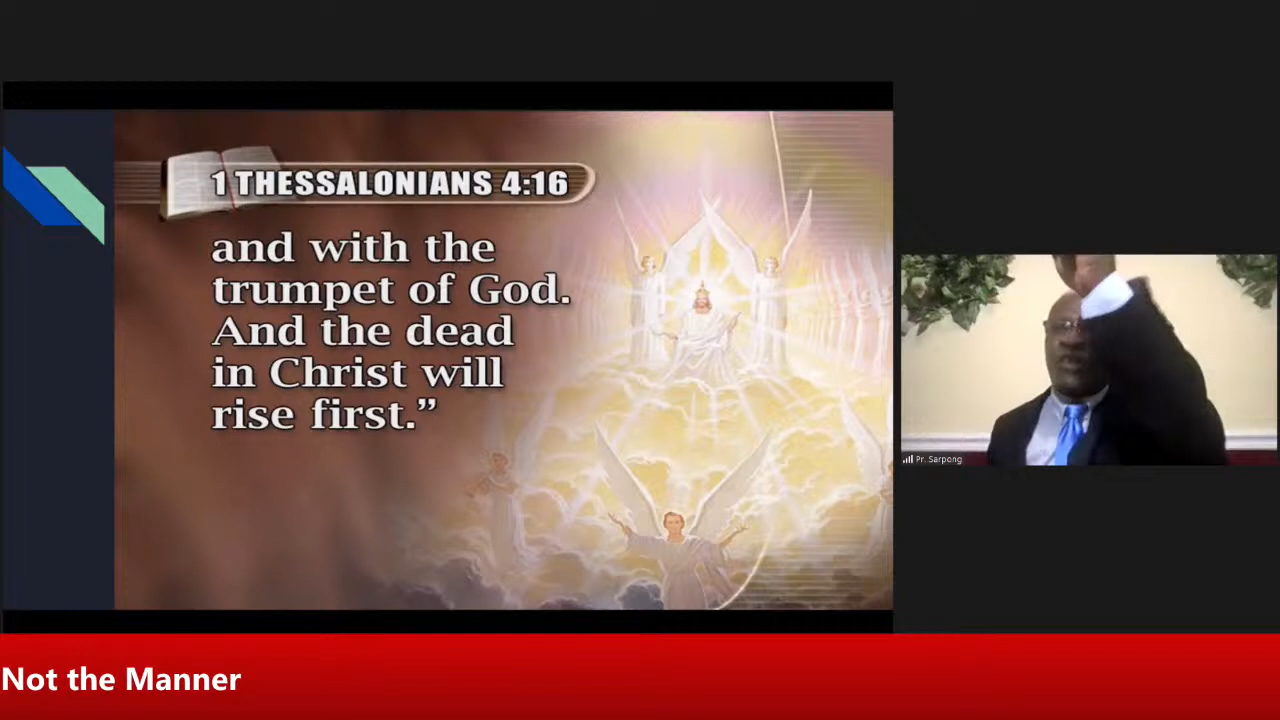 1 THESSALONIANS 4:16
and with the
trumpet of God.
And the dead
in Christ will
rise first.”
Pr. Sarpong
Not the Manner